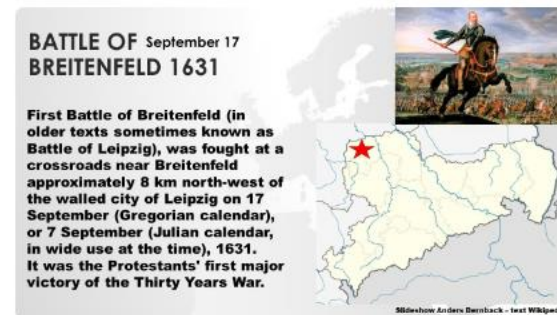 BATTLE OF September 17
BREITENFELD 1631
First Battle of Breitenfeld (in
older texts sometimes known as
Battle of Leipzig), was fought at a
crossroads near Breitenfeld
approximately 8 km north-west of
the walled city of Leipzig on 17
September (Gregorian calendar),
or 7 September (Julian calendar,
in wide use at the time), 1631.
It was the Protestants' first major
victory of the Thirty Years War.
Slideshow Anders Dernback - text